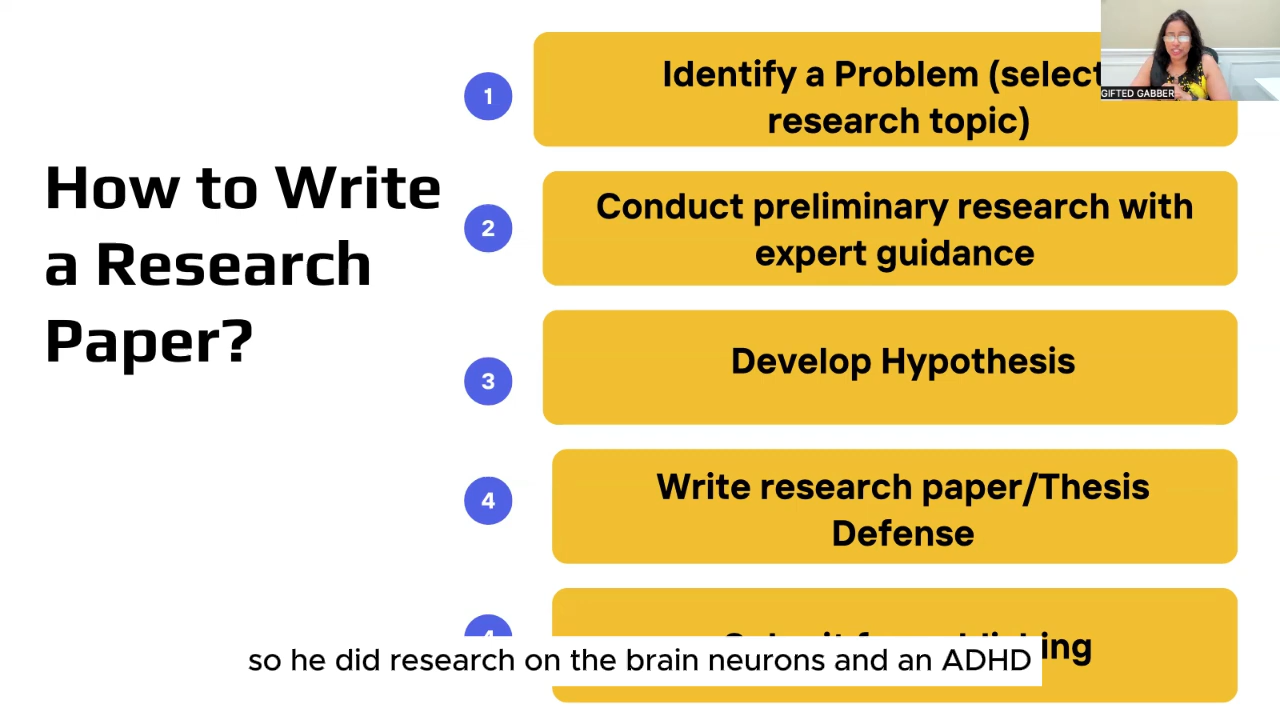 How to Write
a Research
Paper?
1
Identify a Problem (select
research topic)
2
Conduct preliminary research with
expert guidance
3
Develop Hypothesis
4
Write research paper/Thesis
Defense
4
GIFTED GABBER
so he did research on the brain neurons and an ADHD